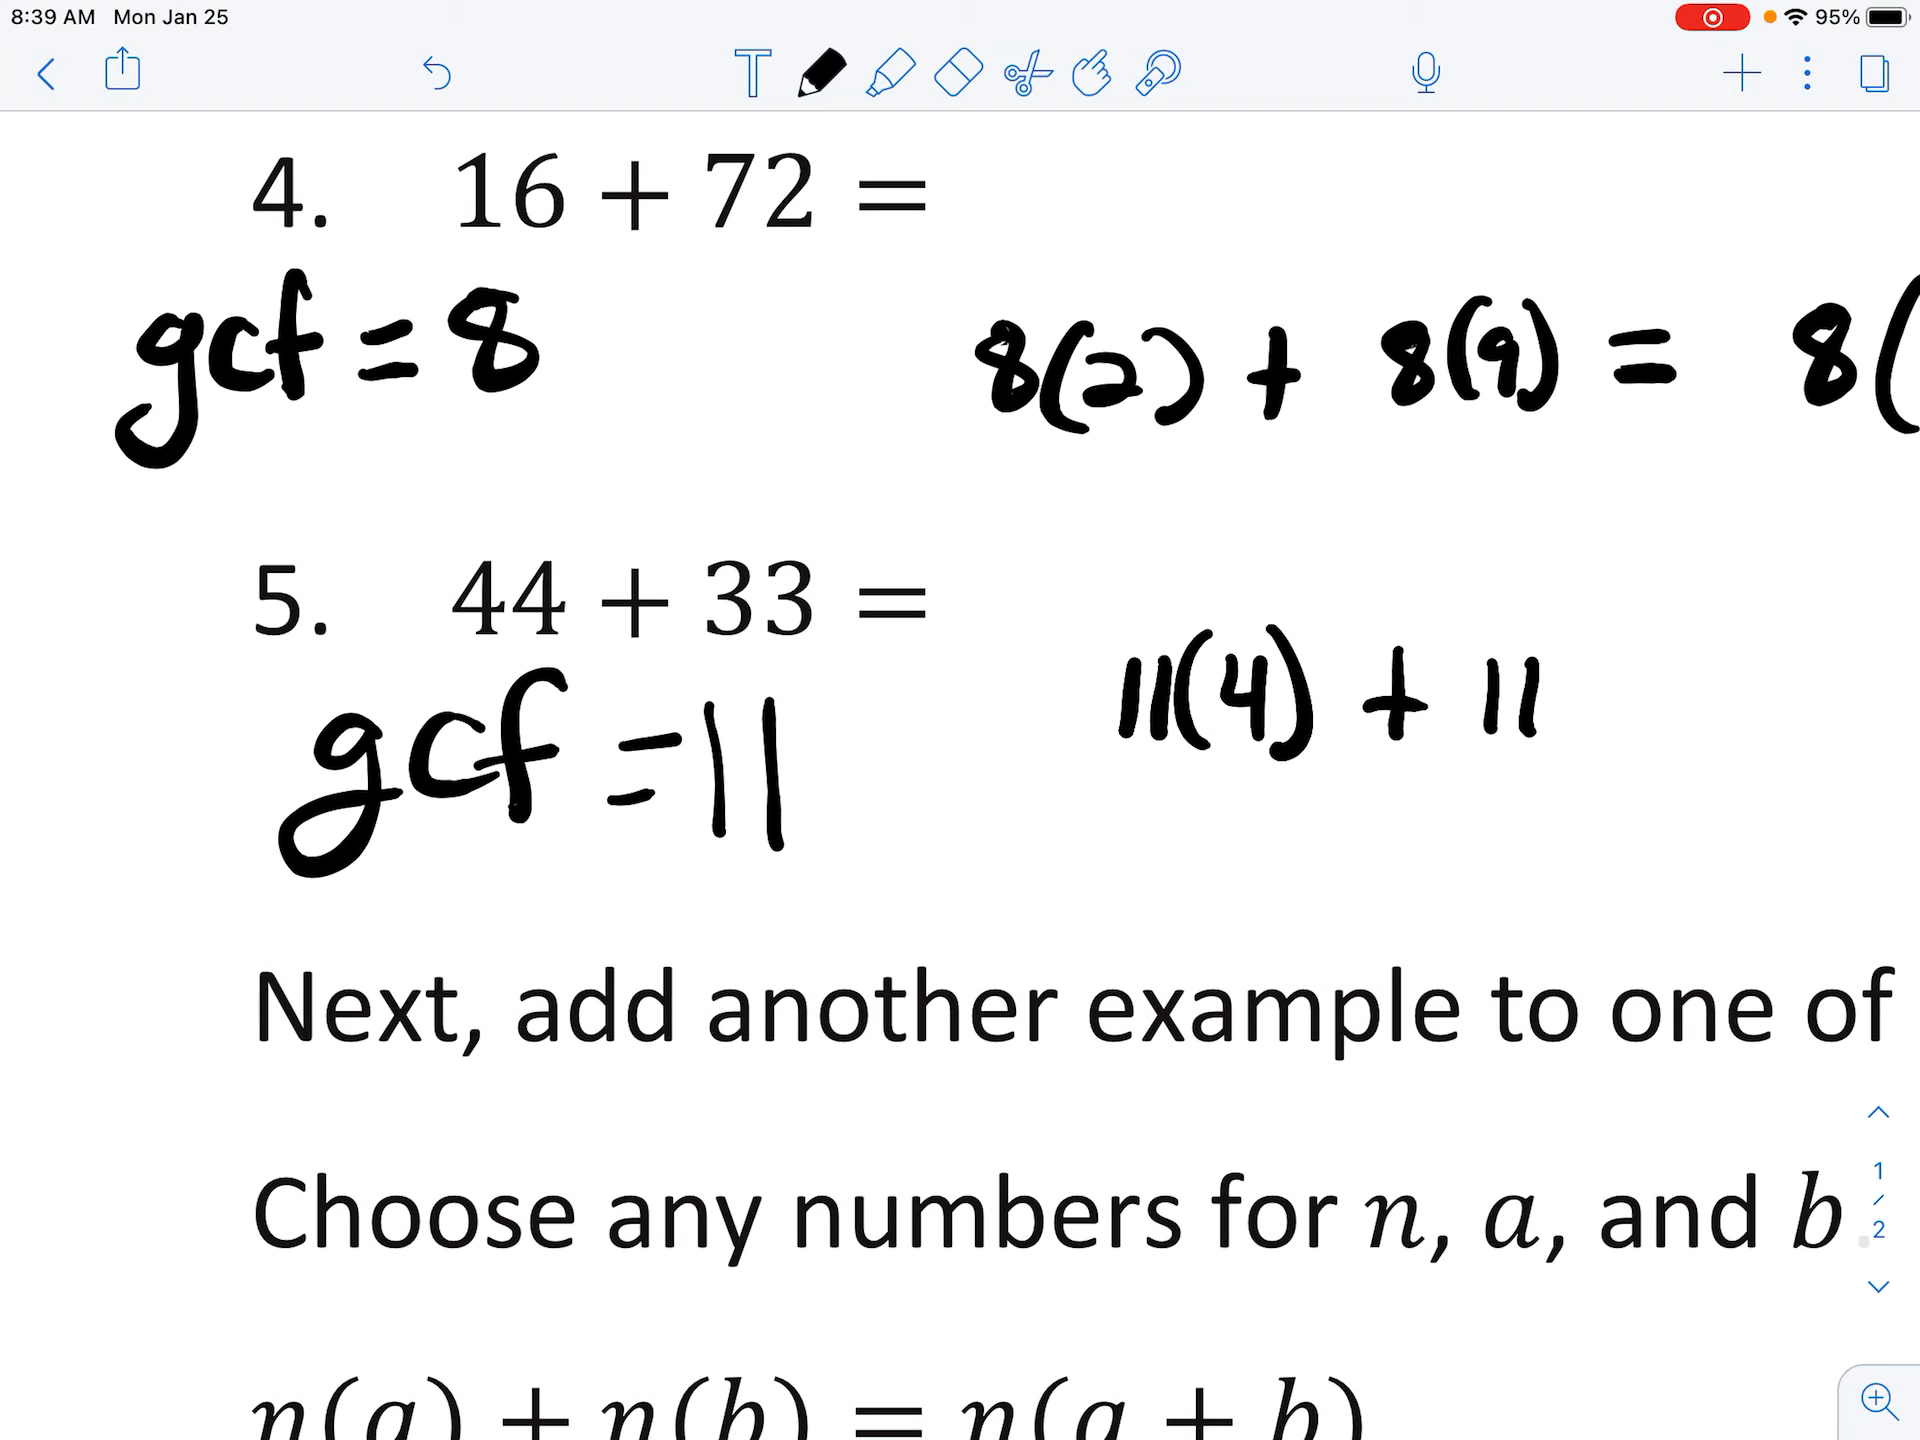 8:39 AM Mon Jan 25 95%
T
4. 16 + 72 =
gcf = 8 8(2) + 8(9) = 8(
5. 44 + 33 =
11(4) + 11
gcf = 11
Next, add another example to one of
Choose any numbers for n, a, and b.
1/2
n(a) + n(b) = n(a + b)